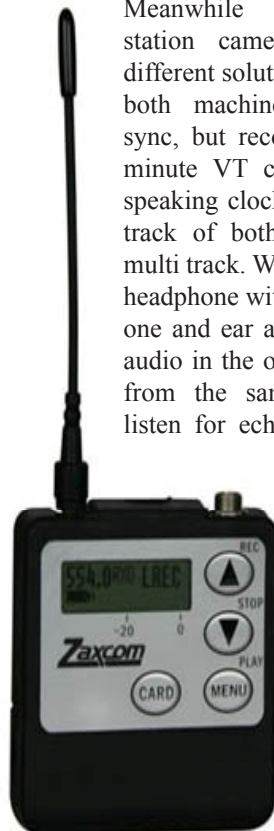 Meanwhile
station came
different solut
both machin
sync, but reco
minute VT c
speaking clock
track of both
multi track. W
headphone wit
one and ear a
audio in the o
from the sar
listen for ech
REC
554.0 LREC
STOP
-20 0
Zaxcom
PLAY
CARD MENU